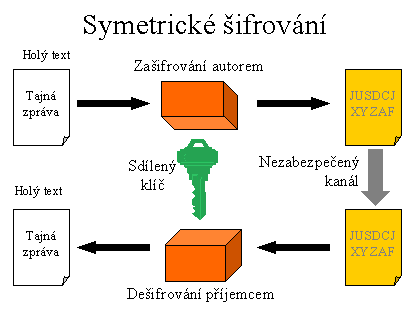 Symetrické šifrování
Holý text
Zašifrování autorem
Tajná
zpráva
JUSDCJ
XYZAF
Sdílený
klíč
Nezabezpečený
kanál
Holý text
Tajná
zpráva
JUSDCJ
XYZAF
Dešifrování příjemcem